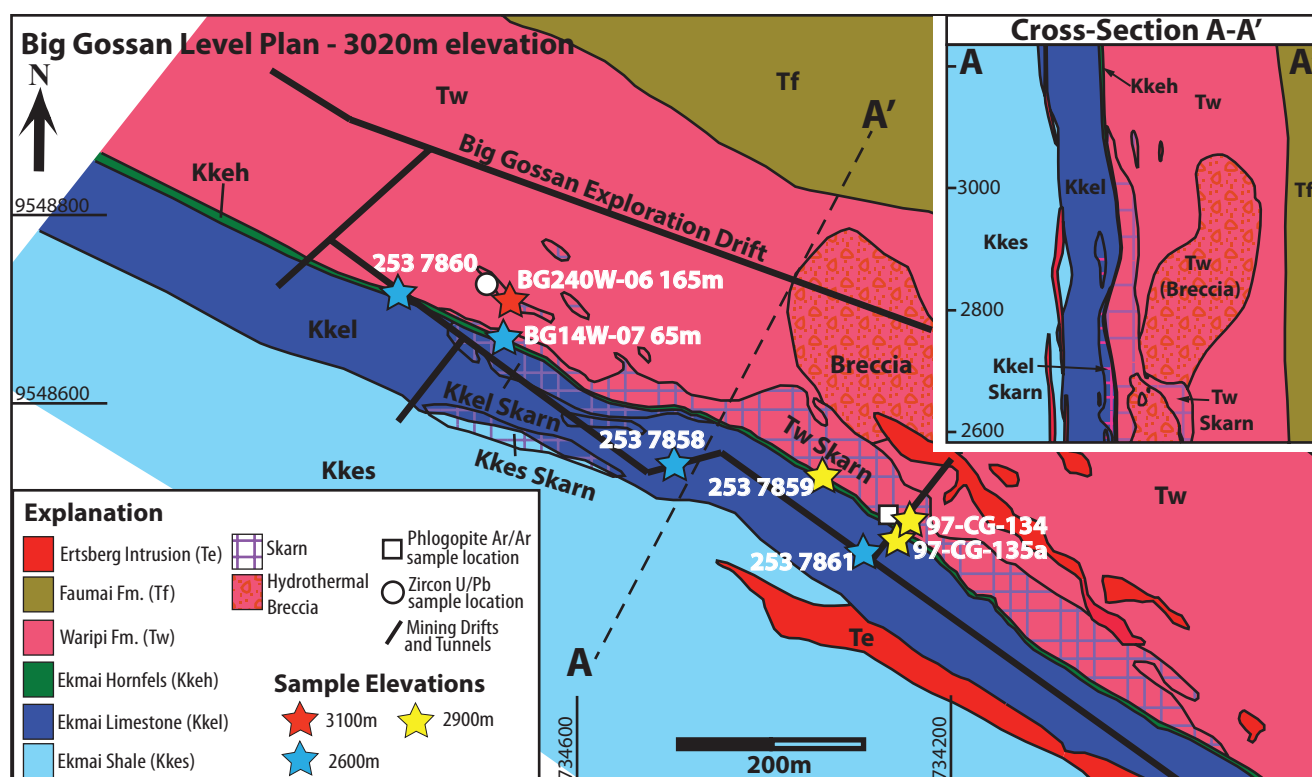 Big Gossan Level Plan - 3020m elevation
N
Tw
Tf
A'
Kkeh
Big Gossan Exploration Drift
9548800
253 7860
BG240W-06 165m
Kkel
BG14W-07 65m
Breccia
9548600
Kkel Skarn
253 7858
Tw Skarn
Kkes
Kkes Skarn
253 7859
Tw
97-CG-134
97-CG-135a
253 7861
Te
A
734600
734200
200m
Cross-Section A-A’
A
A
Kkeh
Tw
3000
Kkel
Tf
Kkes
Tw
(Breccia)
2800
Kkel
Skarn
Tw
Skarn
2600
Explanation
Ertsberg Intrusion (Te)
Faumai Fm. (Tf)
Waripi Fm. (Tw)
Ekmai Hornfels (Kkeh)
Ekmai Limestone (Kkel)
Ekmai Shale (Kkes)
Skarn
Hydrothermal
Breccia
Phlogopite Ar/Ar
sample location
Zircon U/Pb
sample location
Mining Drifts
and Tunnels
Sample Elevations
3100m
2900m
2600m